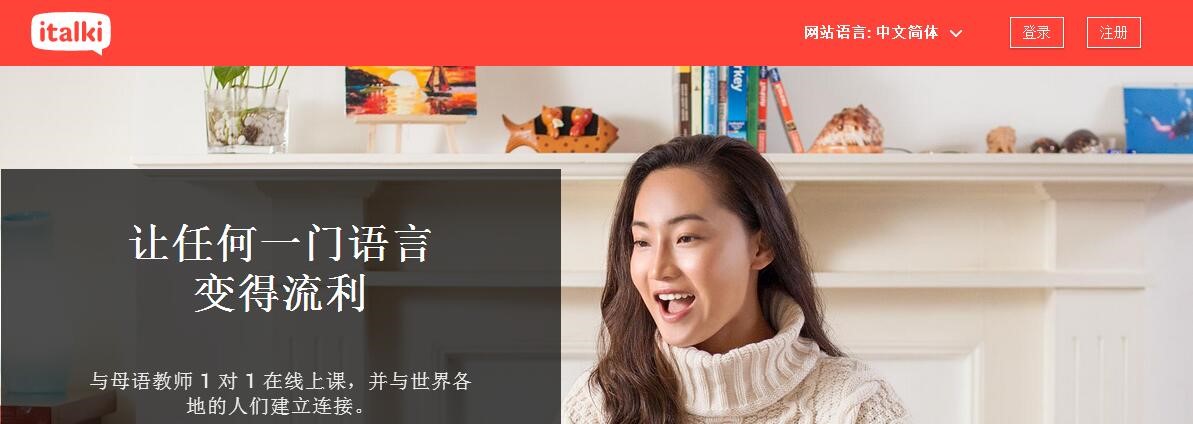 italki
网站语言: 中文简体
登录
注册
让任何一门语言
变得流利
与母语教师 1 对 1 在线上课，并与世界各
地的人们建立连接。